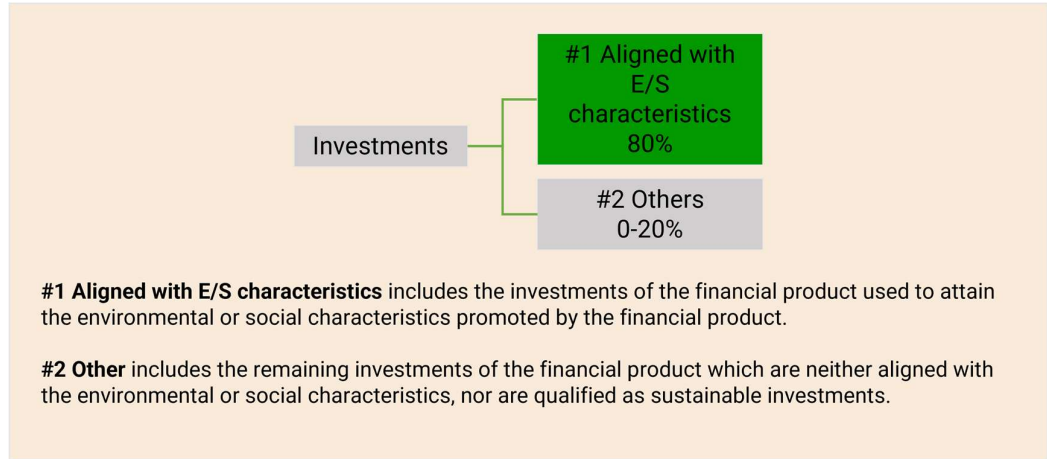 #1 Aligned with
E/S
characteristics
80%
Investments
#2 Others
0-20%
#1 Aligned with E/S characteristics includes the investments of the financial product used to attain
the environmental or social characteristics promoted by the financial product.
#2 Other includes the remaining investments of the financial product which are neither aligned with
the environmental or social characteristics, nor are qualified as sustainable investments.